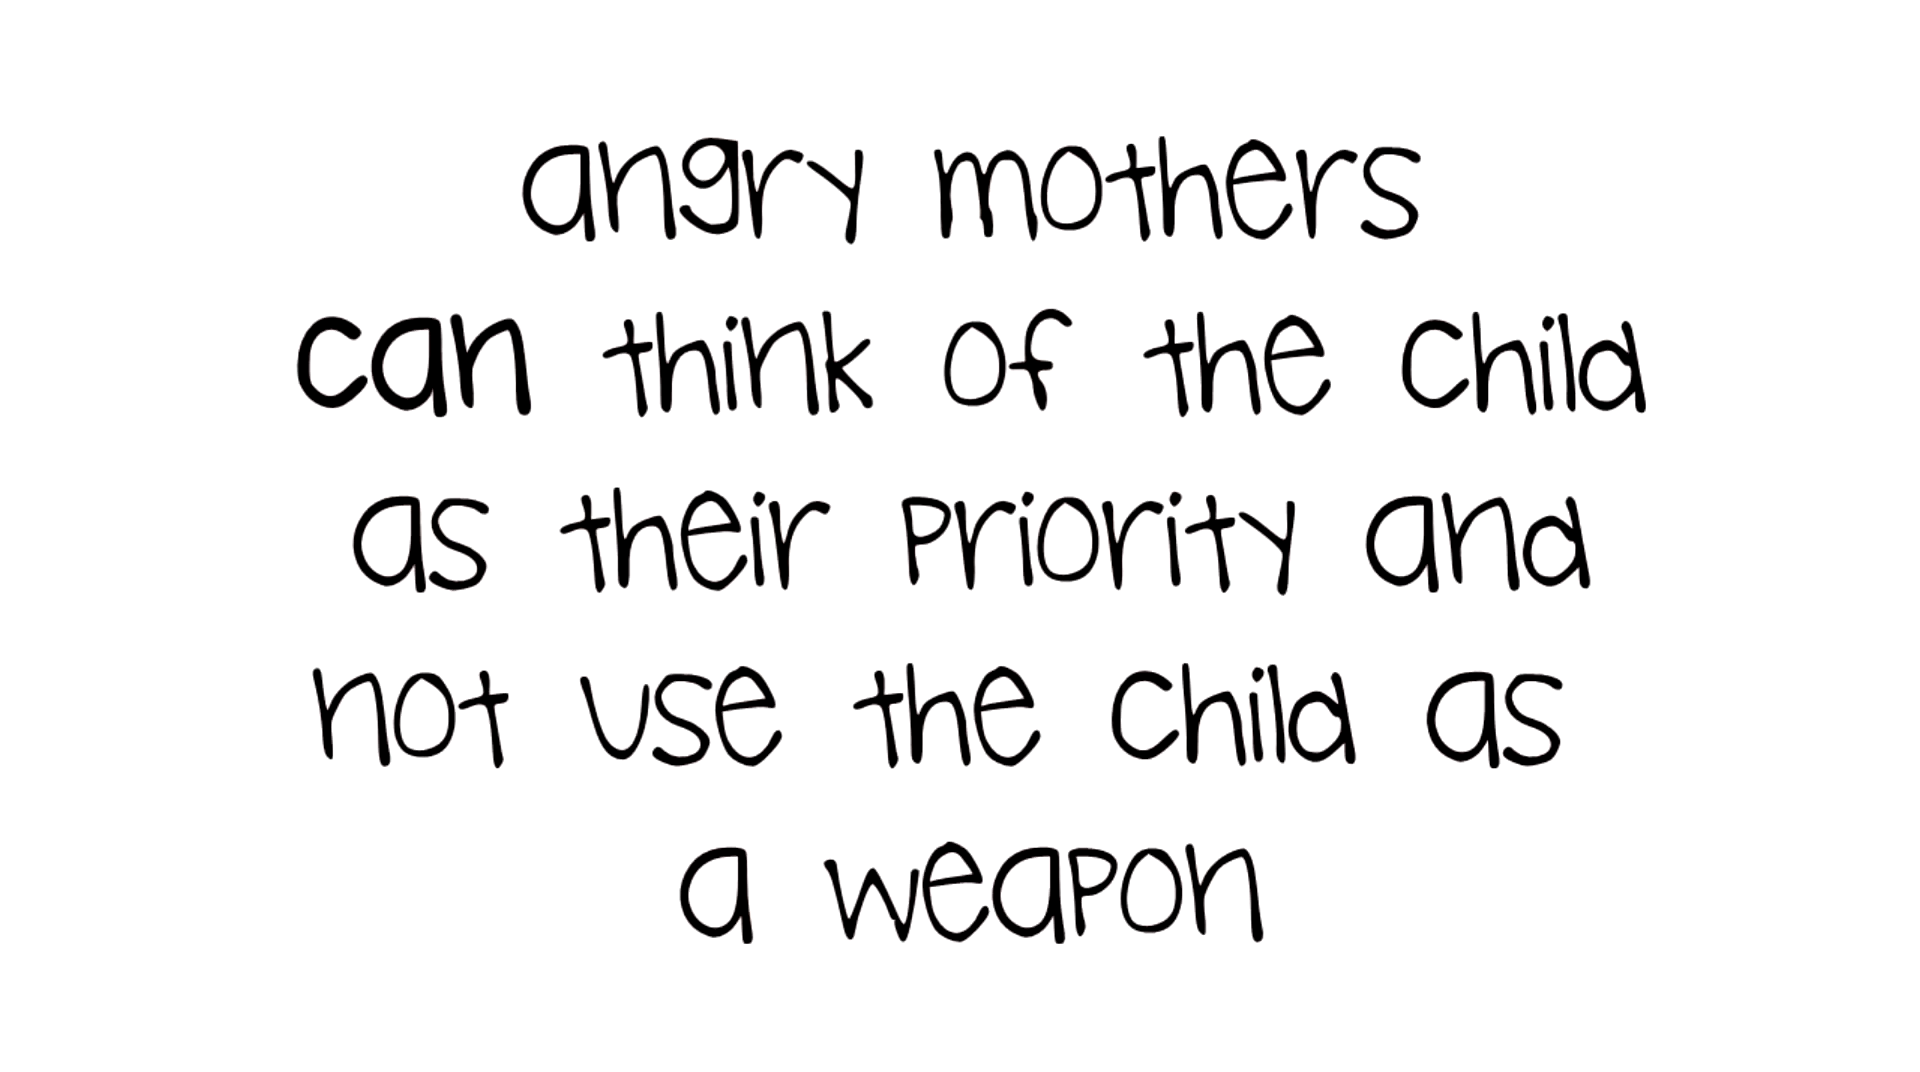 angry mothers
can think of the child
as their priority and
not use the child as
a weapon